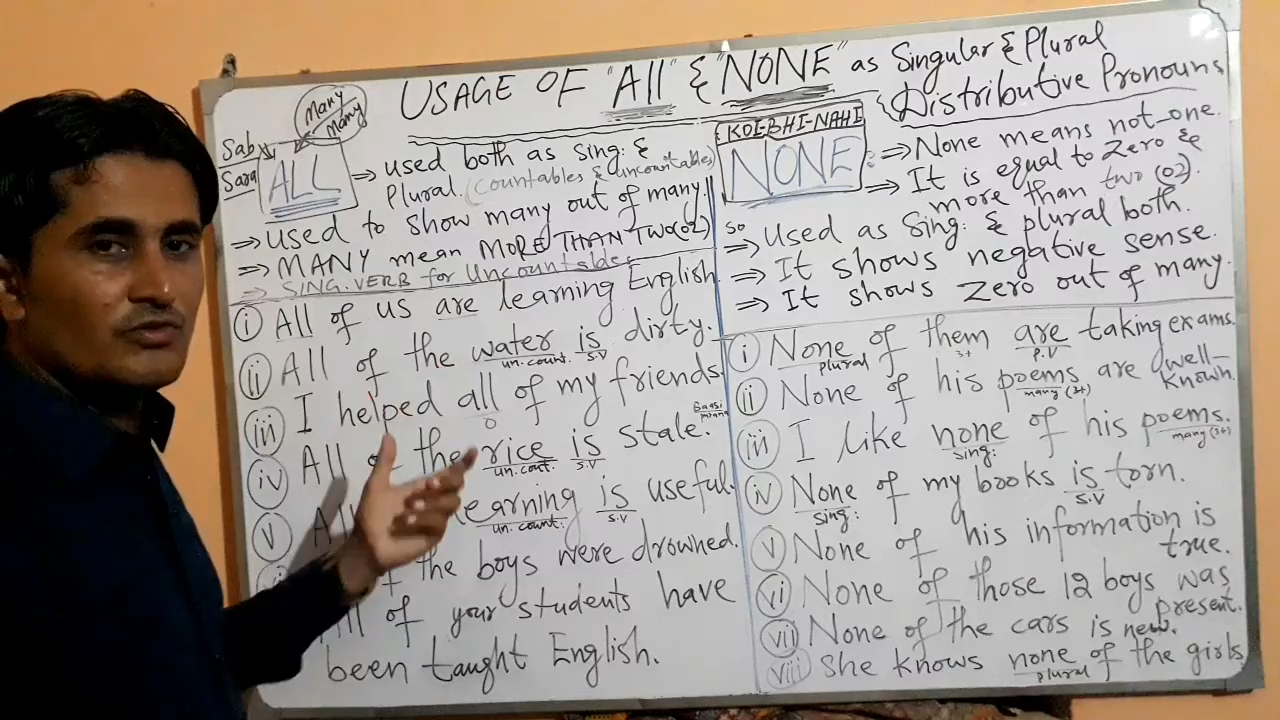 USAGE OF "All" & "NONE" as Singular & Plural
Distributive Pronouns
Many
Many
Sab
Sara
ALL
⇒ used both as sing: &
Plural. (Countables & uncountables)
⇒ used to show many out of many
⇒ MANY mean MORE THAN TWO(02)
⇒ SING.VERB for Uncountables
(i) All of us are learning English.
(ii) All of the water is dirty.
un.count. s.v
(iii) I helped all of my friends.
O
(iv) All of the rice is stale.
un.cout. s.v
(v) All learning is useful.
un.count: s.v
the boys were drowned.
All of your students have
been taught English.
KOI-BHI-NAHI
NONE
⇒ None means not_one.
⇒ It is equal to Zero &
more than two (02).
so
⇒ Used as sing: & plural both.
⇒ It shows negative sense.
⇒ It shows Zero out of many.
(i) None of them are taking exams.
plural 3+ P.V
(ii) None of his poems are well-
known.
many (3+)
(iii) I like none of his poems.
sing: many (3+)
(iv) None of my books is torn.
sing: s.v
(v) None of his information is
true.
(vi) None of those 12 boys was
present.
(vii) None of the cars is new.
(viii) She knows none of the girls
plural